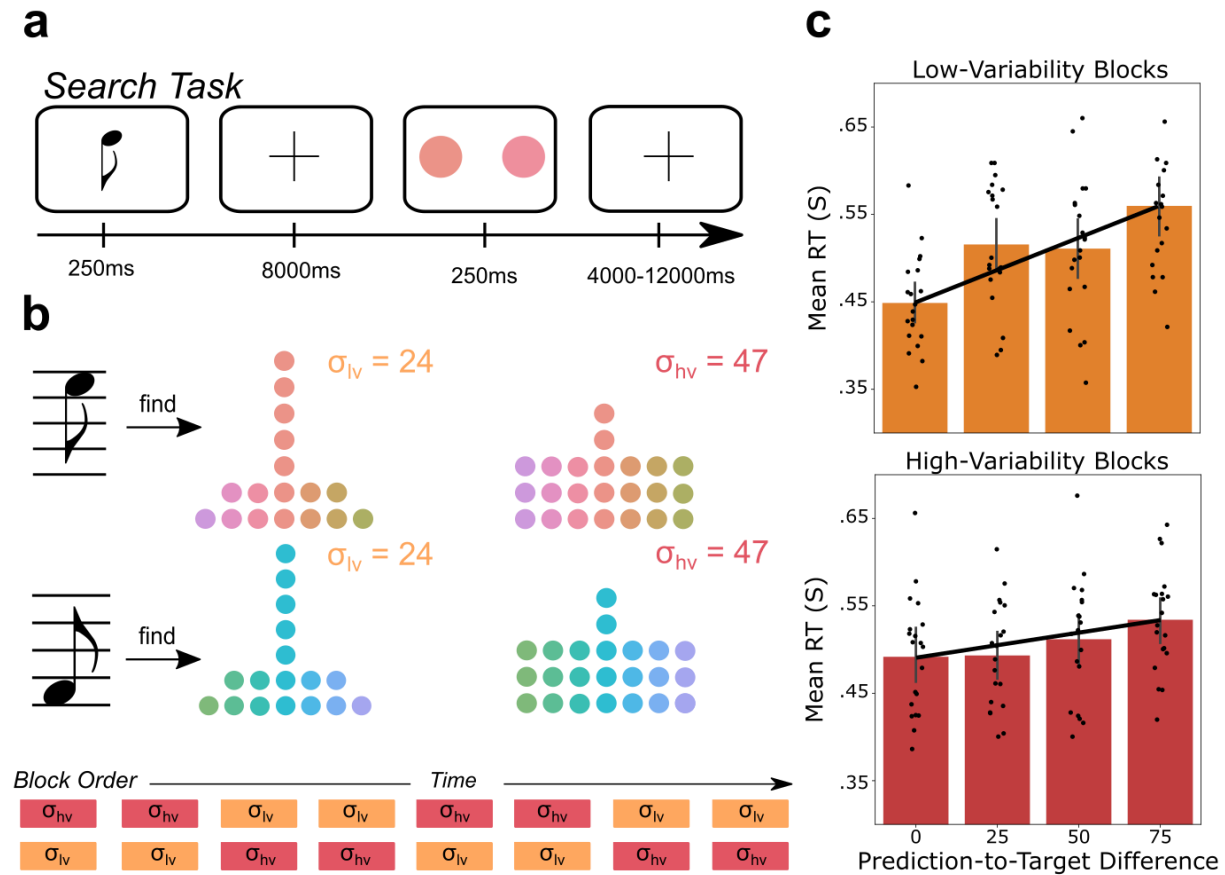 a
Search Task
250ms
8000ms
250ms
4000-12000ms
b
find
σlv = 24
σhv = 47
find
σlv = 24
σhv = 47
Block Order
Time
σhv σhv σlv σlv σhv σhv σlv σlv
σlv σlv σhv σhv σlv σlv σhv σhv
c
Low-Variability Blocks
Mean RT (S)
.65
.55
.45
.35
High-Variability Blocks
Mean RT (S)
.65
.55
.45
.35
0 25 50 75
Prediction-to-Target Difference